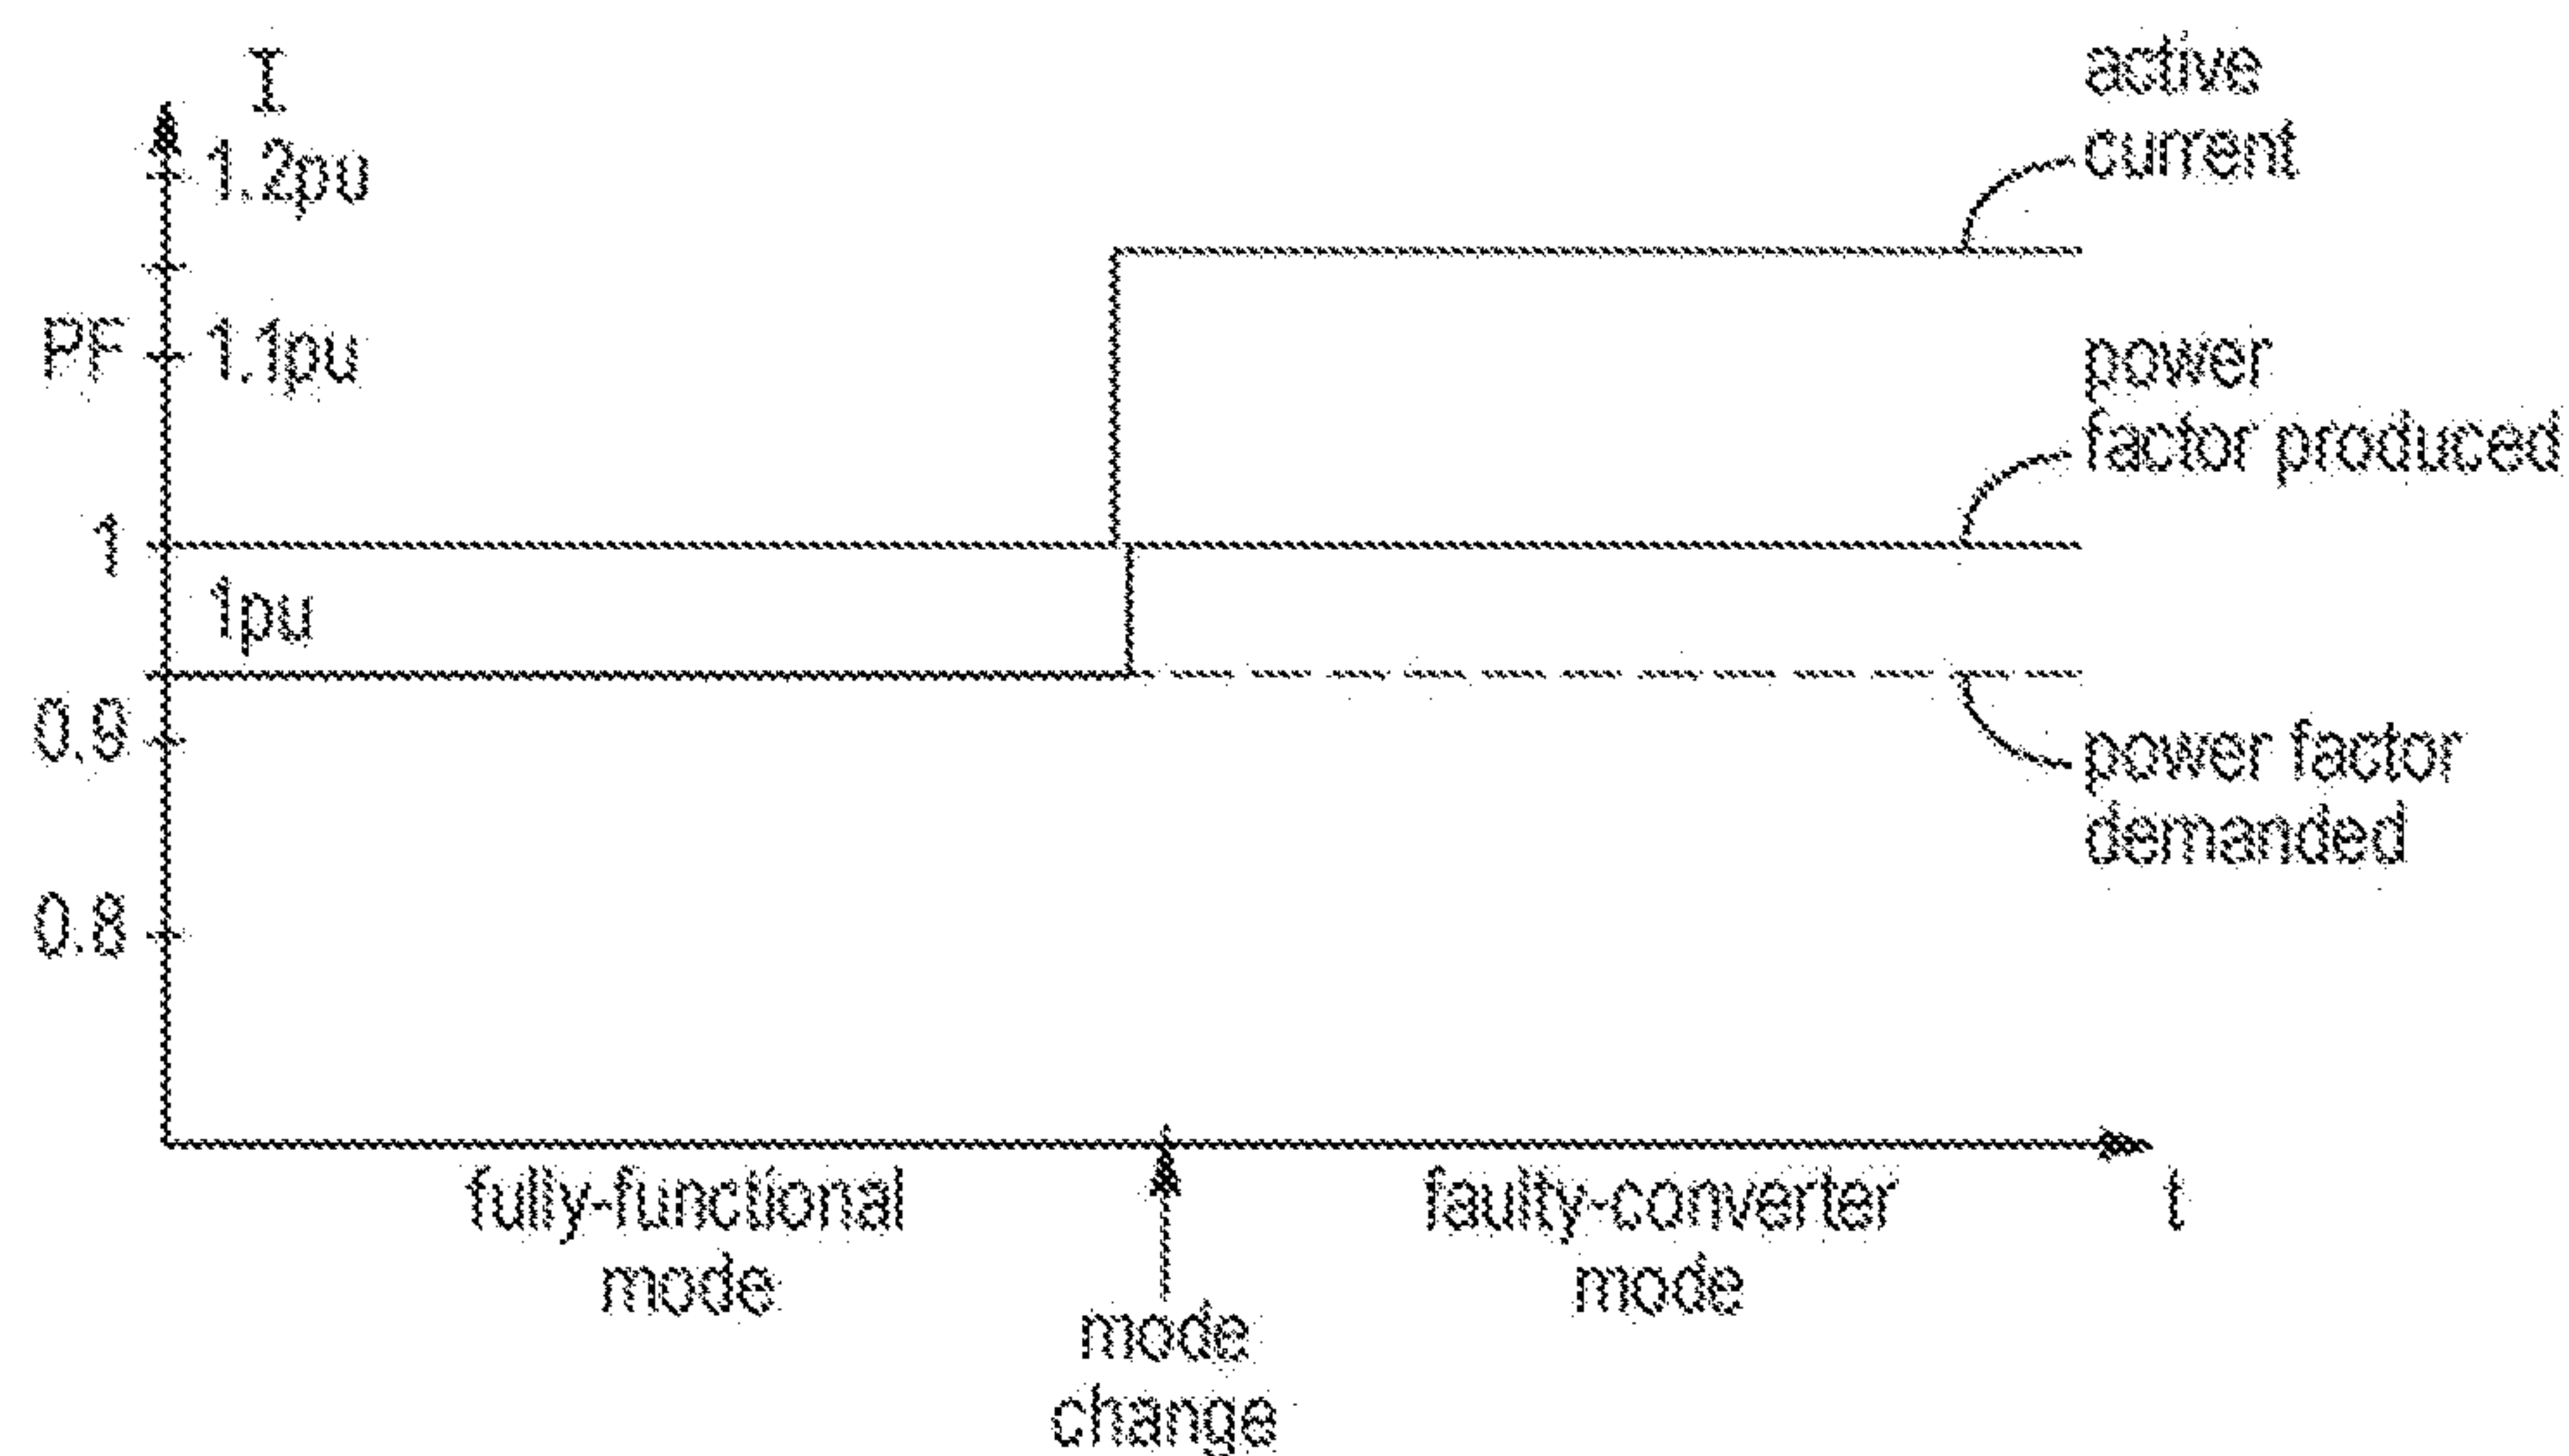 I
1.2pu
PF
1.1pu
1
1pu
0.9
0.8
active
current
power
factor produced
power factor
demanded
fully-functional
mode
mode
change
faulty-converter
mode
t